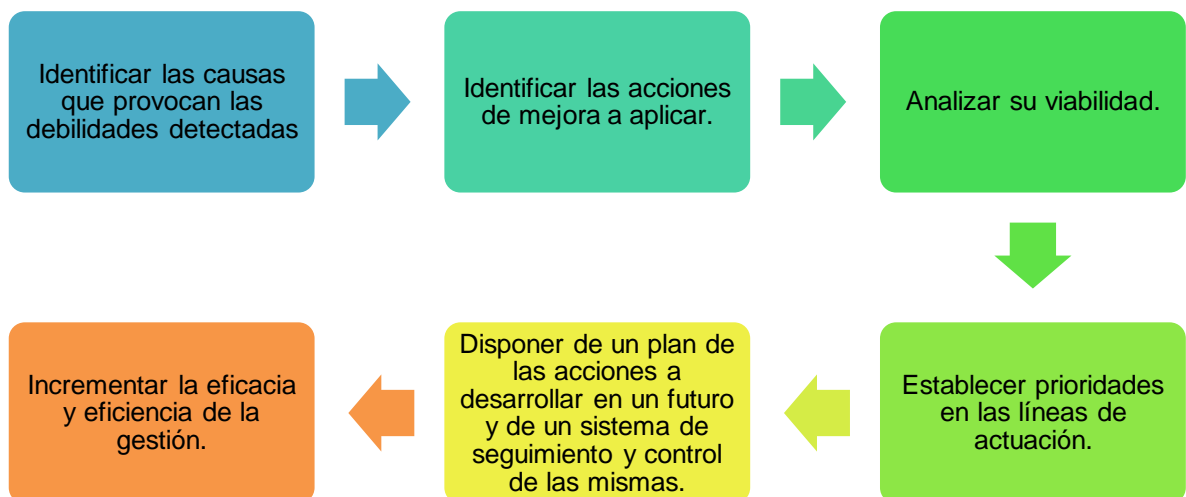 Identificar las causas
que provocan las
debilidades detectadas
Identificar las acciones
de mejora a aplicar.
Analizar su viabilidad.
Establecer prioridades
en las líneas de
actuación.
Disponer de un plan de
las acciones a
desarrollar en un futuro
y de un sistema de
seguimiento y control
de las mismas.
Incrementar la eficacia
y eficiencia de la
gestión.